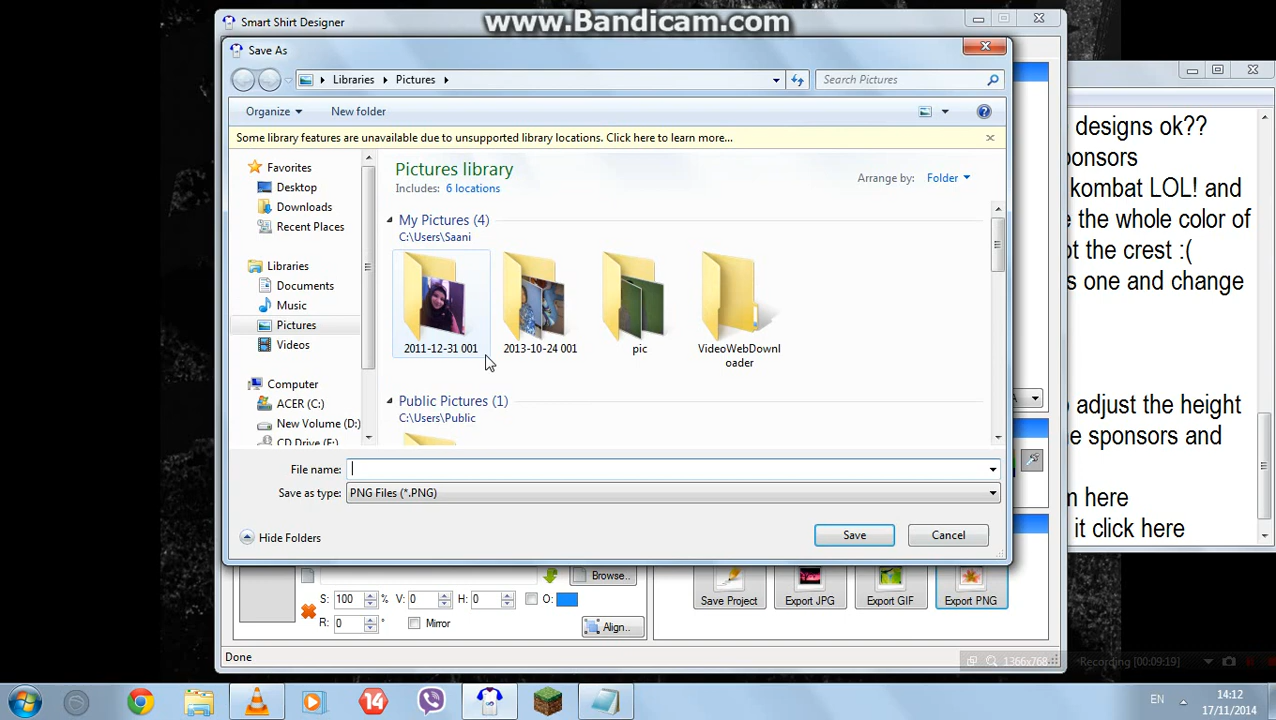 www.Bandicam.com
Smart Shirt Designer
Save As
Libraries Pictures
Search Pictures
Organize New folder
Some library features are unavailable due to unsupported library locations. Click here to learn more...
Favorites
Desktop
Downloads
Recent Places
Libraries
Documents
Music
Pictures
Videos
Computer
ACER (C:)
New Volume (D:)
CD Drive (F:)
Pictures library
Includes: 6 locations
Arrange by: Folder
My Pictures (4)
C:\Users\Saani
2011-12-31 001
2013-10-24 001
pic
VideoWebDownl
oader
Public Pictures (1)
C:\Users\Public
File name:
Save as type: PNG Files (*.PNG)
Hide Folders
Save Cancel
designs ok??
onsors
kombat LOL! and
e the whole color of
ot the crest :(
s one and change
adjust the height
e sponsors and
m here
it click here
Browse..
S: 100 % V: 0 H: 0 O:
R: 0 ° Mirror
Align..
Save Project Export JPG Export GIF Export PNG
Done
1366x768
Recording [00:09:19]
14
EN
14:12
17/11/2014